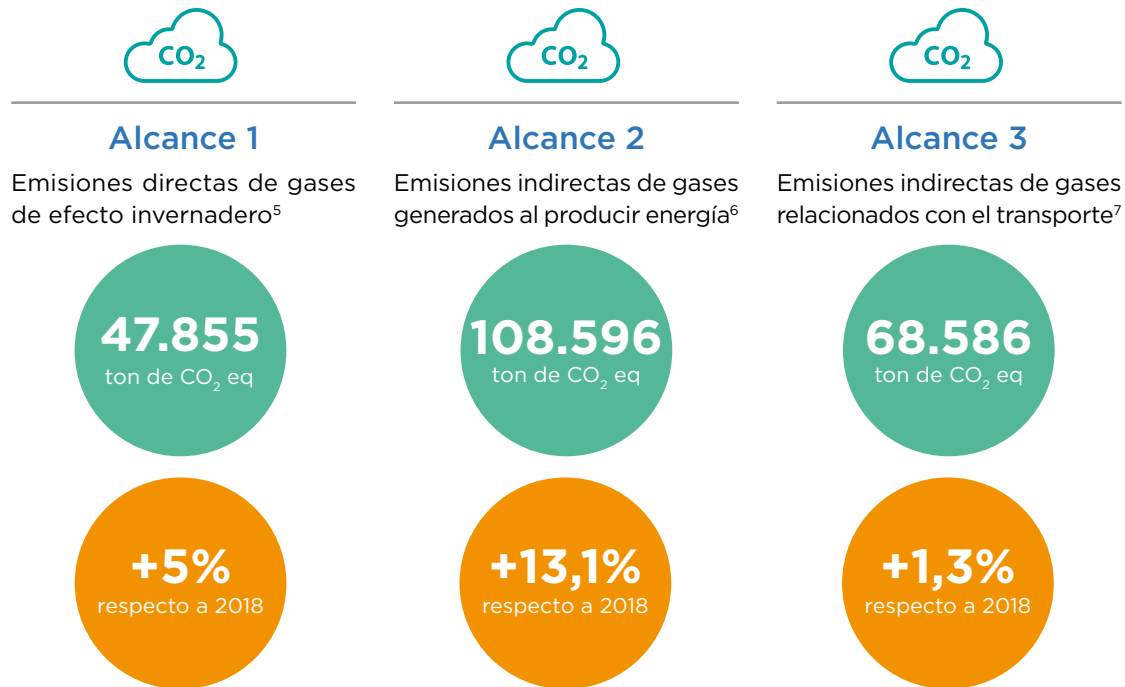 CO₂
Alcance 1
Emisiones directas de gases
de efecto invernadero⁵
47.855
ton de CO₂ eq
+5%
respecto a 2018
CO₂
Alcance 2
Emisiones indirectas de gases
generados al producir energía⁶
108.596
ton de CO₂ eq
+13,1%
respecto a 2018
CO₂
Alcance 3
Emisiones indirectas de gases
relacionados con el transporte⁷
68.586
ton de CO₂ eq
+1,3%
respecto a 2018